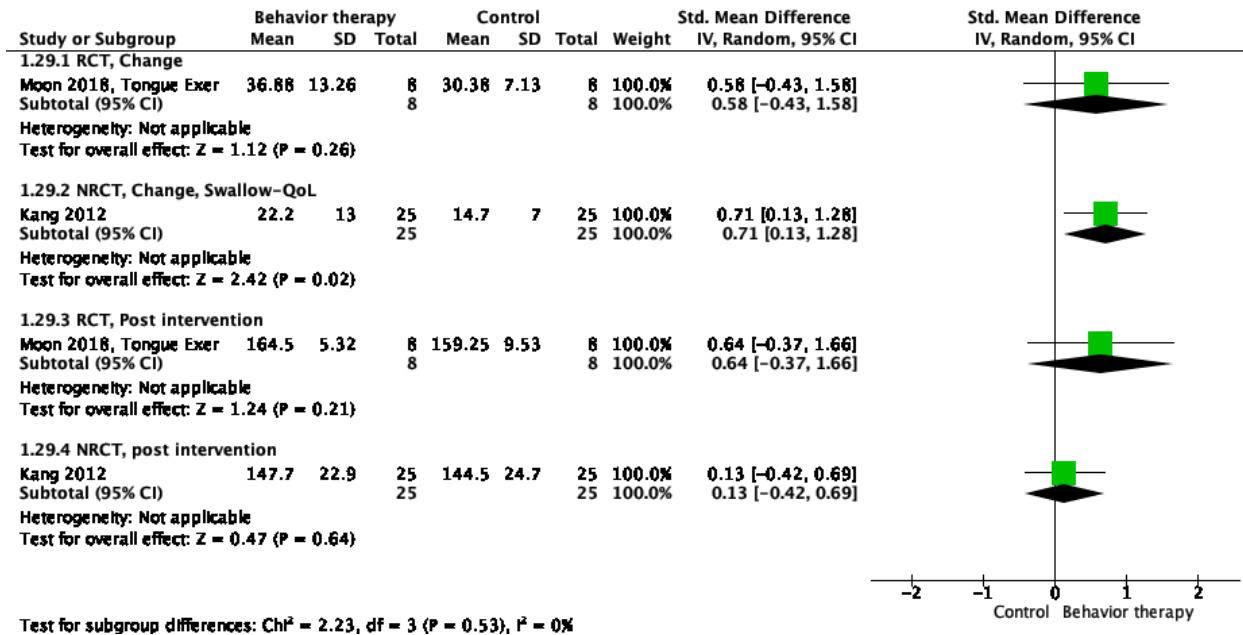 Behavior therapy Control Std. Mean Difference Std. Mean Difference
Study or Subgroup Mean SD Total Mean SD Total Weight IV, Random, 95% CI IV, Random, 95% CI
1.29.1 RCT, Change
Moon 2018, Tongue Exer 36.88 13.26 8 30.38 7.13 8 100.0% 0.58 [-0.43, 1.58]
Subtotal (95% CI) 8 8 100.0% 0.58 [-0.43, 1.58]
Heterogeneity: Not applicable
Test for overall effect: Z = 1.12 (P = 0.26)
1.29.2 NRCT, Change, Swallow-QoL
Kang 2012 22.2 13 25 14.7 7 25 100.0% 0.71 [0.13, 1.28]
Subtotal (95% CI) 25 25 100.0% 0.71 [0.13, 1.28]
Heterogeneity: Not applicable
Test for overall effect: Z = 2.42 (P = 0.02)
1.29.3 RCT, Post intervention
Moon 2018, Tongue Exer 164.5 5.32 8 159.25 9.53 8 100.0% 0.64 [-0.37, 1.66]
Subtotal (95% CI) 8 8 100.0% 0.64 [-0.37, 1.66]
Heterogeneity: Not applicable
Test for overall effect: Z = 1.24 (P = 0.21)
1.29.4 NRCT, post intervention
Kang 2012 147.7 22.9 25 144.5 24.7 25 100.0% 0.13 [-0.42, 0.69]
Subtotal (95% CI) 25 25 100.0% 0.13 [-0.42, 0.69]
Heterogeneity: Not applicable
Test for overall effect: Z = 0.47 (P = 0.64)
-2 -1 0 1 2
Control Behavior therapy
Test for subgroup differences: Chi² = 2.23, df = 3 (P = 0.53), I² = 0%